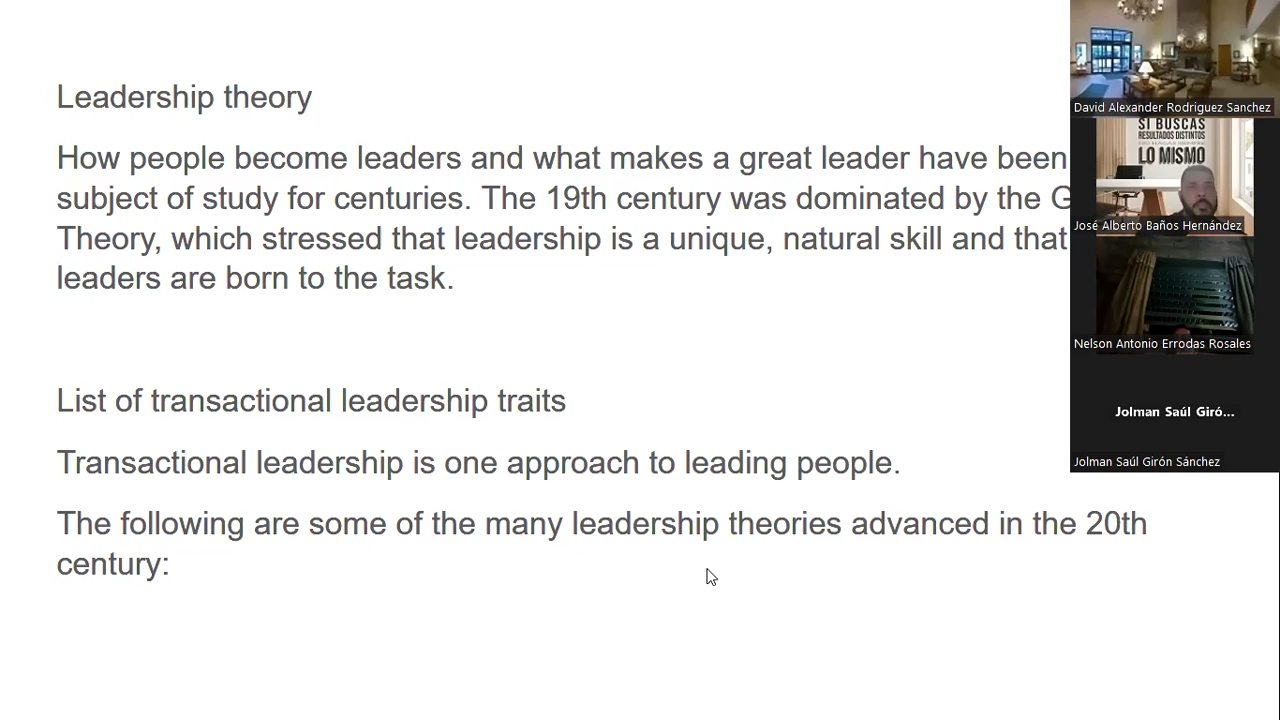 Leadership theory
How people become leaders and what makes a great leader have been
subject of study for centuries. The 19th century was dominated by the G
Theory, which stressed that leadership is a unique, natural skill and that
leaders are born to the task.
List of transactional leadership traits
Transactional leadership is one approach to leading people.
The following are some of the many leadership theories advanced in the 20th
century:
David Alexander Rodriguez Sanchez
SI BUSCAS
RESULTADOS DISTINTOS
LO MISMO
José Alberto Baños Hernández
Nelson Antonio Errodas Rosales
Jolman Saúl Giró...
Jolman Saúl Girón Sánchez